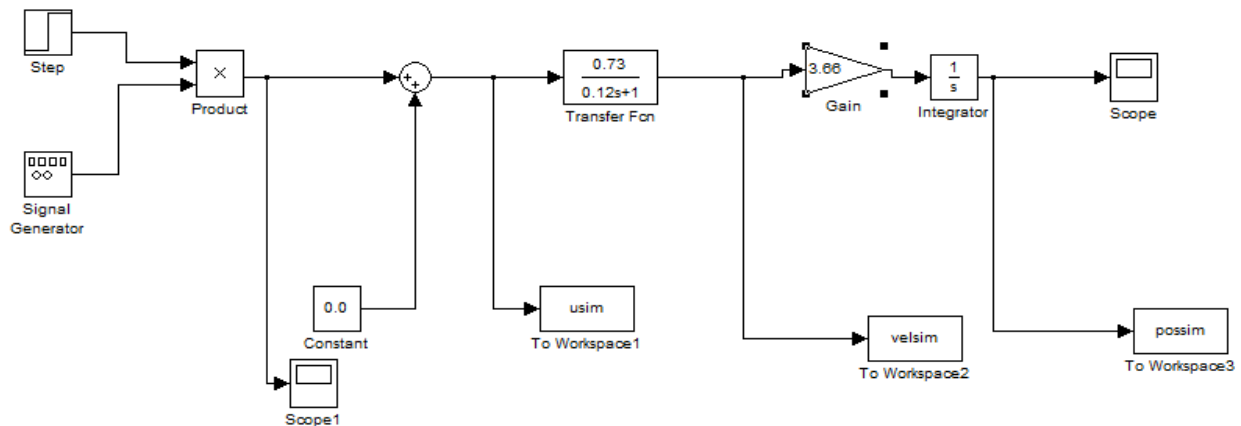 Step
×
Product
Signal
Generator
0.0
Constant
Scope1
+
+
usim
To Workspace1
0.73
0.12s+1
Transfer Fcn
velsim
To Workspace2
3.66
Gain
1
s
Integrator
Scope
possim
To Workspace3